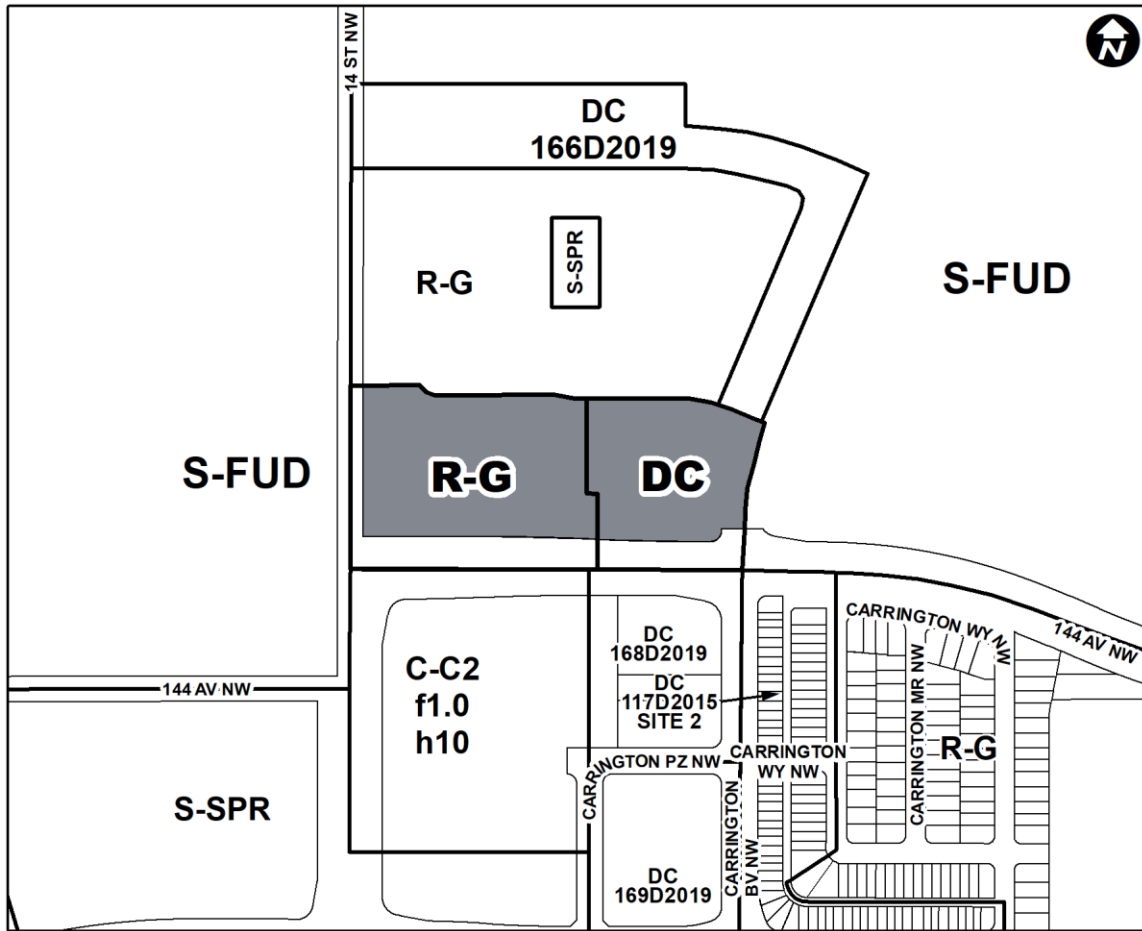 14 ST NW
N
DC
166D2019
S-SPR
R-G
S-FUD
S-FUD
R-G
DC
144 AV NW
C-C2
f1.0
h10
DC
168D2019
DC
117D2015
SITE 2
CARRINGTON WY NW
144 AV NW
CARRINGTON MR NW
R-G
CARRINGTON PZ NW
CARRINGTON
WY NW
S-SPR
CARRINGTON
CARRINGTON
BV NW
DC
169D2019